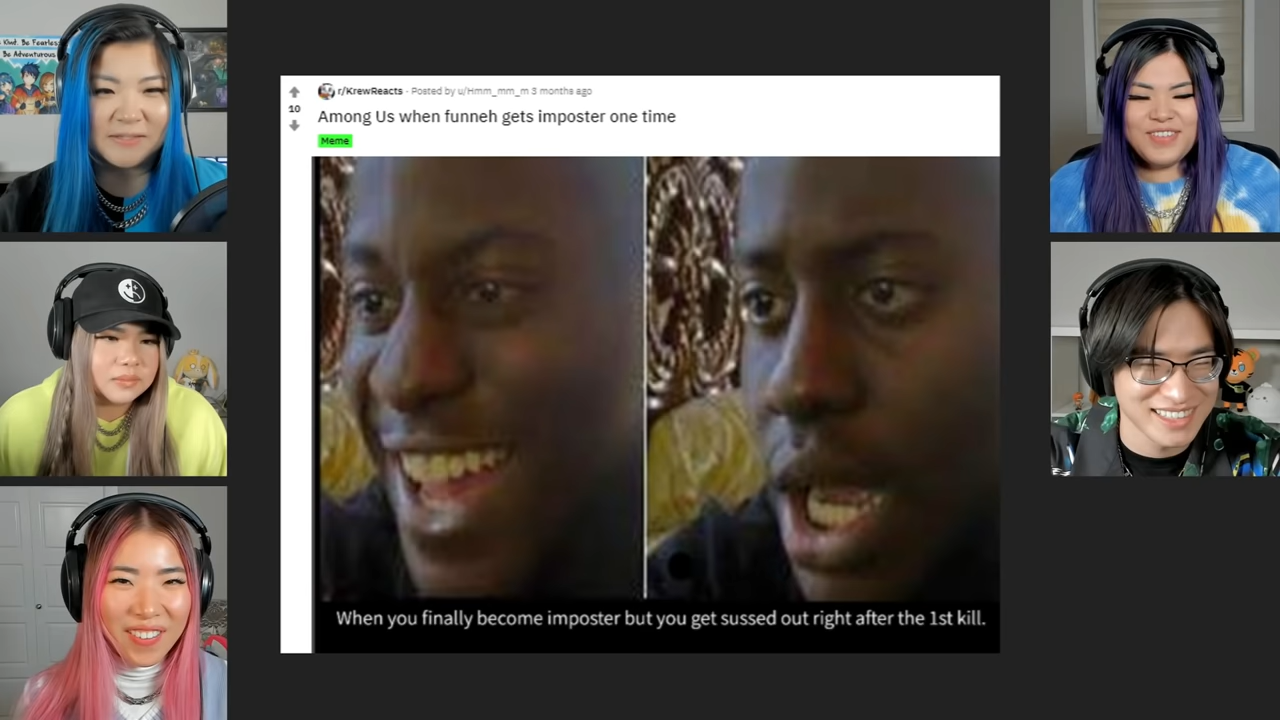 Kind. Be Fearless
Be Adventurous
r/KrewReacts · Posted by u/Hmm_mm_m 3 months ago
10
Among Us when funneh gets imposter one time
Meme
When you finally become imposter but you get sussed out right after the 1st kill.